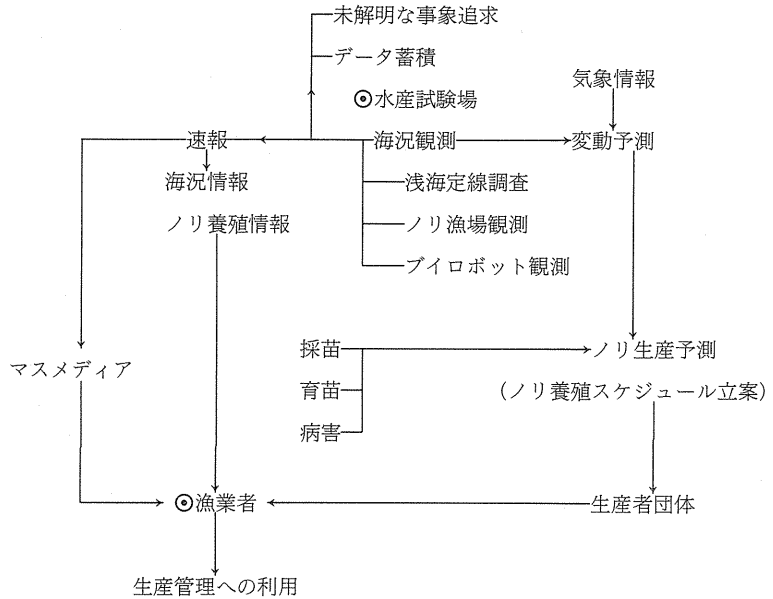 未解明な事象追求
データ蓄積
気象情報
◎水産試験場
速報
海況観測
変動予測
海況情報
浅海定線調査
ノリ養殖情報
ノリ漁場観測
ブイロボット観測
採苗
ノリ生産予測
マスメディア
育苗
(ノリ養殖スケジュール立案)
病害
◎漁業者
生産者団体
生産管理への利用